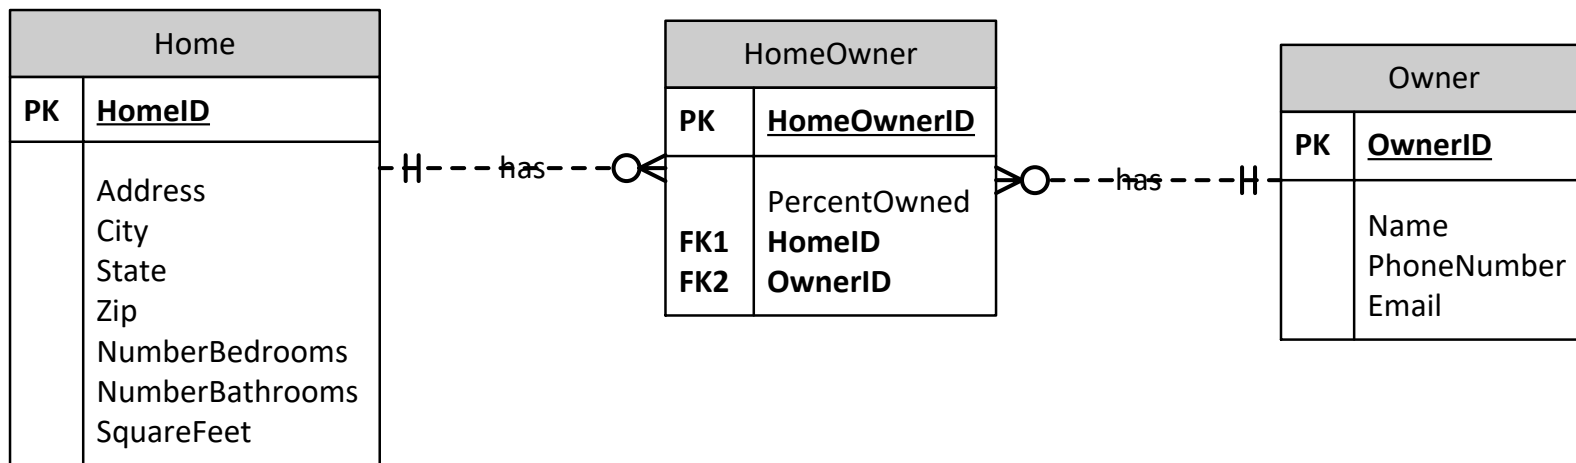 Home
PK HomeID
Address
City
State
Zip
NumberBedrooms
NumberBathrooms
SquareFeet
has
HomeOwner
PK HomeOwnerID
PercentOwned
FK1 HomeID
FK2 OwnerID
has
Owner
PK OwnerID
Name
PhoneNumber
Email